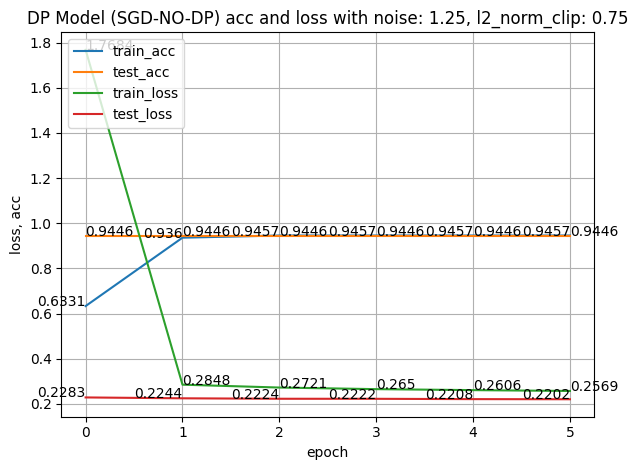 DP Model (SGD-NO-DP) acc and loss with noise: 1.25, l2_norm_clip: 0.75
1.8
1.6
1.4
1.2
1.0
0.8
0.6
0.4
0.2
loss, acc
1.7684
train_acc
test_acc
train_loss
test_loss
0.9446 0.936 0.9446 0.9457 0.9446 0.9457 0.9446 0.9457 0.9446 0.9457 0.9446
0.6331
0.2848 0.2721 0.265 0.2606 0.2569
0.2283 0.2244 0.2224 0.2222 0.2208 0.2202
0 1 2 3 4 5
epoch